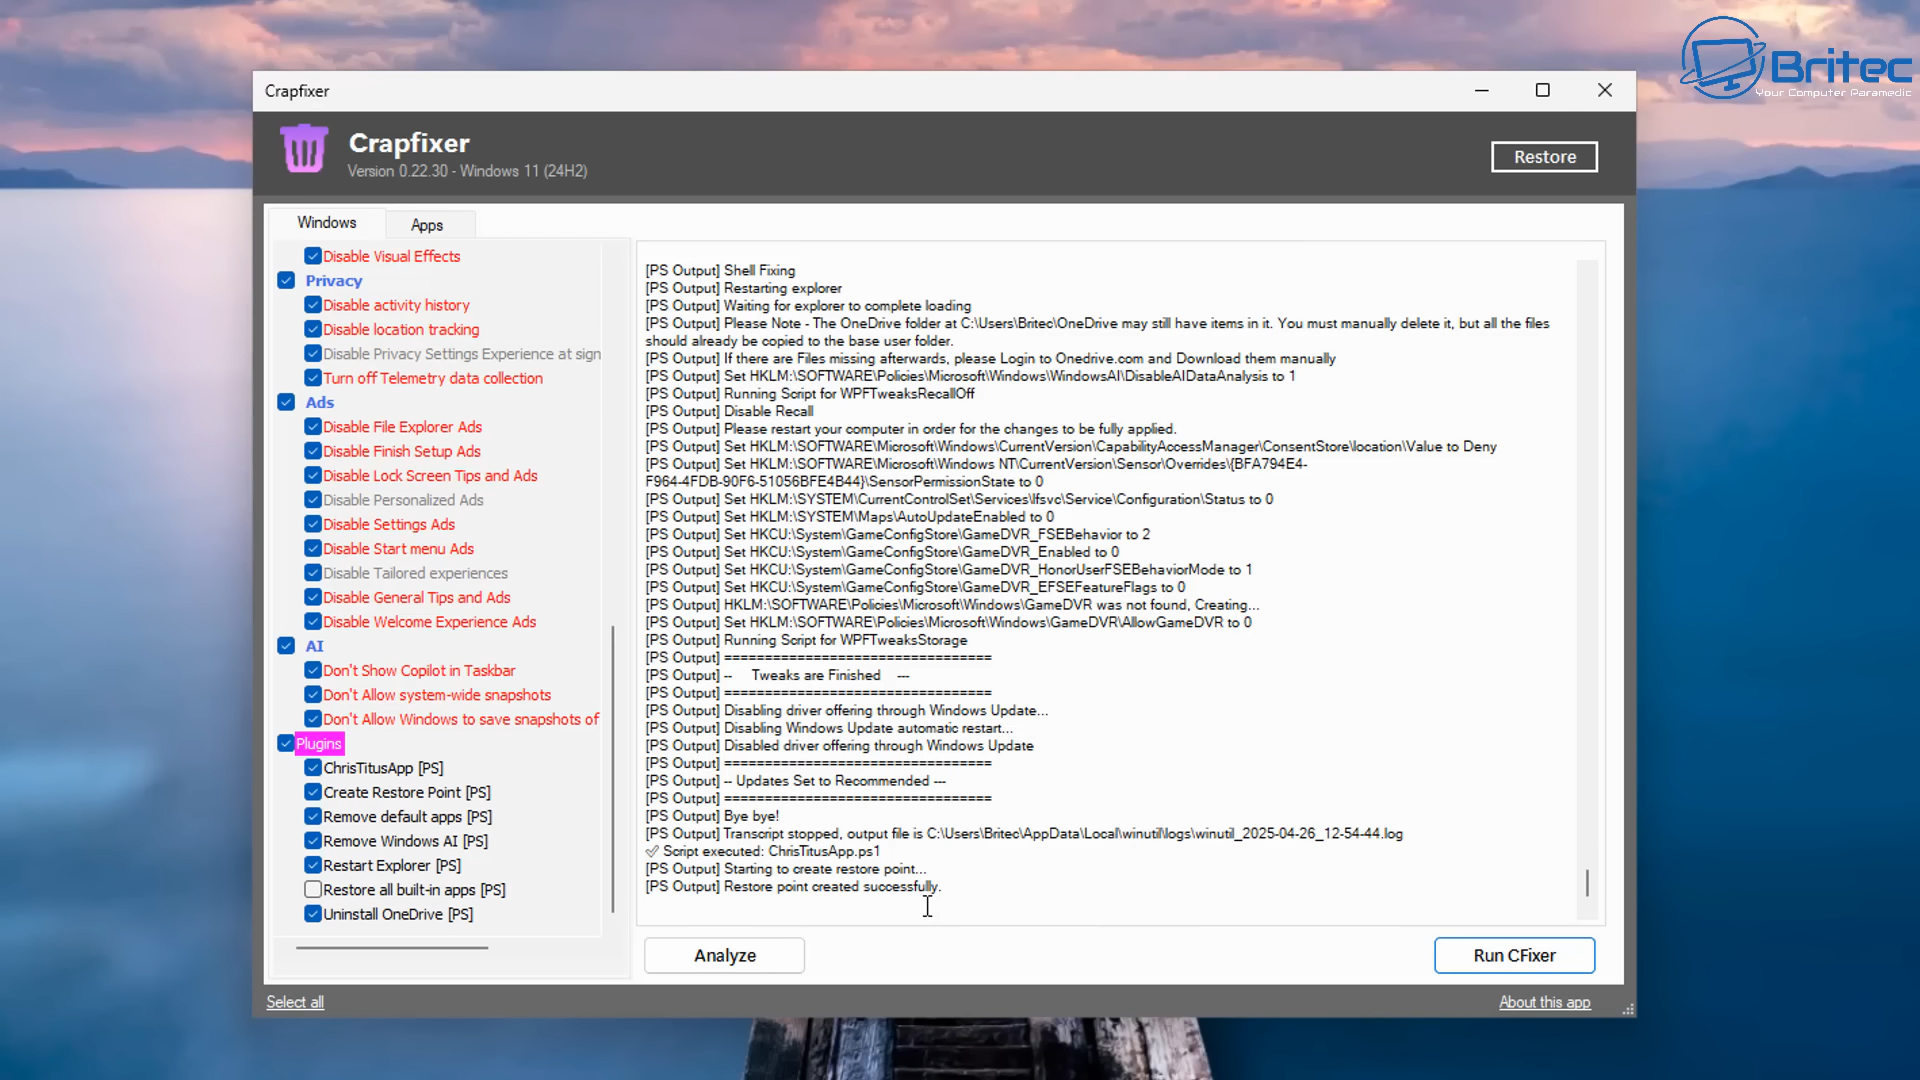 Britec
Your Computer Paramedic
Crapfixer
Crapfixer
Version 0.22.30 - Windows 11 (24H2)
Restore
Windows
Apps
Disable Visual Effects
Privacy
Disable activity history
Disable location tracking
Disable Privacy Settings Experience at sign
Turn off Telemetry data collection
Ads
Disable File Explorer Ads
Disable Finish Setup Ads
Disable Lock Screen Tips and Ads
Disable Personalized Ads
Disable Settings Ads
Disable Start menu Ads
Disable Tailored experiences
Disable General Tips and Ads
Disable Welcome Experience Ads
AI
Don't Show Copilot in Taskbar
Don't Allow system-wide snapshots
Don't Allow Windows to save snapshots of
Plugins
ChrisTitusApp [PS]
Create Restore Point [PS]
Remove default apps [PS]
Remove Windows AI [PS]
Restart Explorer [PS]
Restore all built-in apps [PS]
Uninstall OneDrive [PS]
[PS Output] Shell Fixing
[PS Output] Restarting explorer
[PS Output] Waiting for explorer to complete loading
[PS Output] Please Note - The OneDrive folder at C:\Users\Britec\OneDrive may still have items in it. You must manually delete it, but all the files
should already be copied to the base user folder.
[PS Output] If there are Files missing afterwards, please Login to Onedrive.com and Download them manually
[PS Output] Set HKLM:\SOFTWARE\Policies\Microsoft\Windows\WindowsAI\DisableAIDataAnalysis to 1
[PS Output] Running Script for WPFTweaksRecallOff
[PS Output] Disable Recall
[PS Output] Please restart your computer in order for the changes to be fully applied.
[PS Output] Set HKLM:\SOFTWARE\Microsoft\Windows\CurrentVersion\CapabilityAccessManager\ConsentStore\location\Value to Deny
[PS Output] Set HKLM:\SOFTWARE\Microsoft\Windows NT\CurrentVersion\Sensor\Overrides\{BFA794E4-
F964-4FDB-90F6-51056BFE4B44}\SensorPermissionState to 0
[PS Output] Set HKLM:\SYSTEM\CurrentControlSet\Services\lfsvc\Service\Configuration\Status to 0
[PS Output] Set HKLM:\SYSTEM\Maps\AutoUpdateEnabled to 0
[PS Output] Set HKCU:\System\GameConfigStore\GameDVR_FSEBehavior to 2
[PS Output] Set HKCU:\System\GameConfigStore\GameDVR_Enabled to 0
[PS Output] Set HKCU:\System\GameConfigStore\GameDVR_HonorUserFSEBehaviorMode to 1
[PS Output] Set HKCU:\System\GameConfigStore\GameDVR_EFSEFeatureFlags to 0
[PS Output] HKLM:\SOFTWARE\Policies\Microsoft\Windows\GameDVR was not found, Creating...
[PS Output] Set HKLM:\SOFTWARE\Policies\Microsoft\Windows\GameDVR\AllowGameDVR to 0
[PS Output] Running Script for WPFTweaksStorage
[PS Output] =================================
[PS Output] -- Tweaks are Finished ---
[PS Output] =================================
[PS Output] Disabling driver offering through Windows Update...
[PS Output] Disabling Windows Update automatic restart...
[PS Output] Disabled driver offering through Windows Update
[PS Output] =================================
[PS Output] -- Updates Set to Recommended ---
[PS Output] =================================
[PS Output] Bye bye!
[PS Output] Transcript stopped, output file is C:\Users\Britec\AppData\Local\winutil\logs\winutil_2025-04-26_12-54-44.log
✅ Script executed: ChrisTitusApp.ps1
[PS Output] Starting to create restore point...
[PS Output] Restore point created successfully.
Analyze
Run CFixer
Select all
About this app